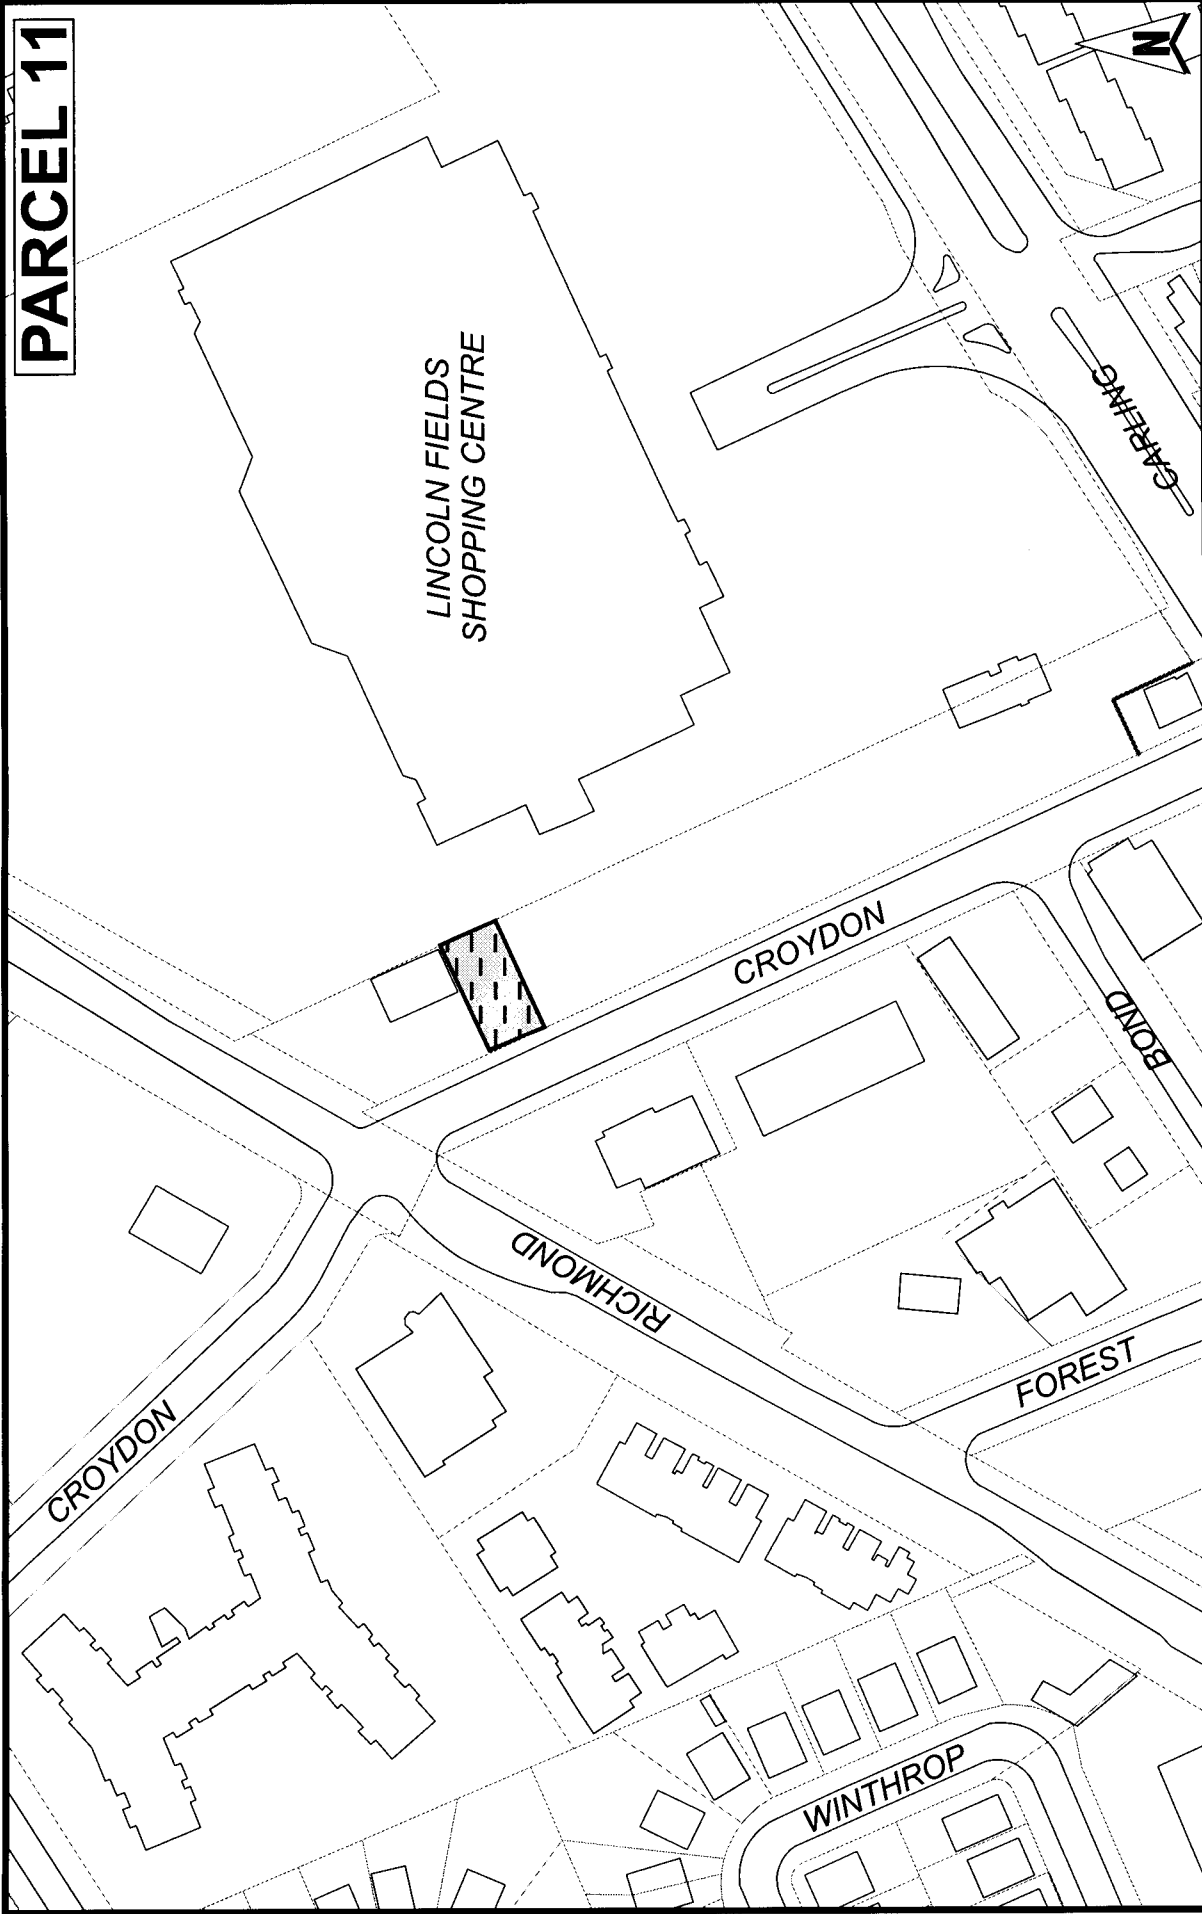 PARCEL 11
N
LINCOLN FIELDS
SHOPPING CENTRE
CARLING
CROYDON
BOND
RICHMOND
FOREST
CROYDON
WINTHROP